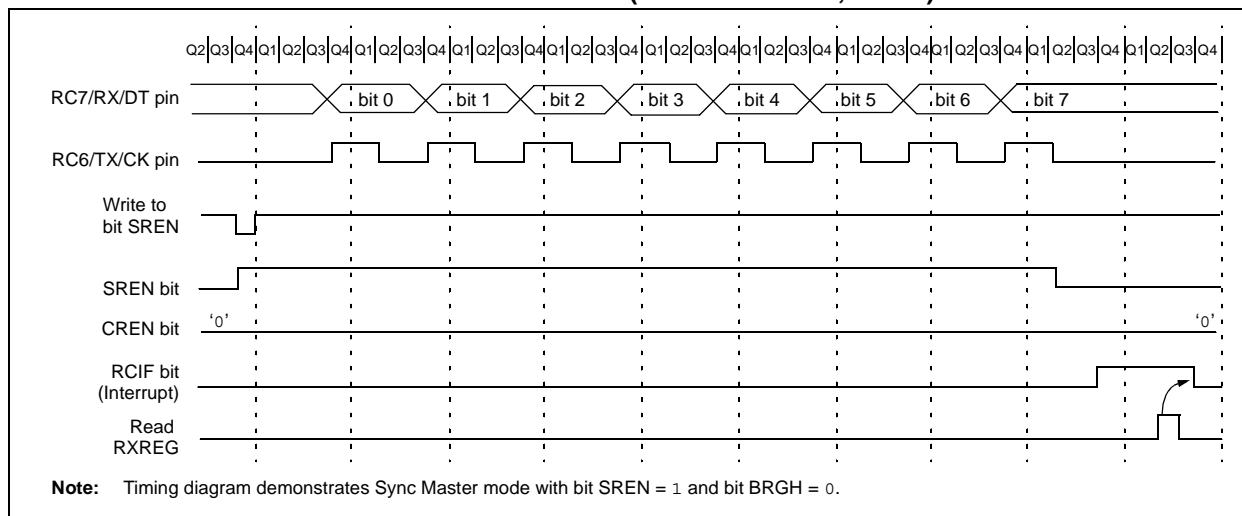 Q2 Q3 Q4 Q1 Q2 Q3 Q4 Q1 Q2 Q3 Q4 Q1 Q2 Q3 Q4 Q1 Q2 Q3 Q4 Q1 Q2 Q3 Q4 Q1 Q2 Q3 Q4 Q1 Q2 Q3 Q4 Q1 Q2 Q3 Q4 Q1 Q2 Q3 Q4 Q1 Q2 Q3 Q4
RC7/RX/DT pin bit 0 bit 1 bit 2 bit 3 bit 4 bit 5 bit 6 bit 7
RC6/TX/CK pin
Write to
bit SREN
SREN bit
CREN bit '0' '0'
RCIF bit
(Interrupt)
Read
RXREG
Note: Timing diagram demonstrates Sync Master mode with bit SREN = 1 and bit BRGH = 0.